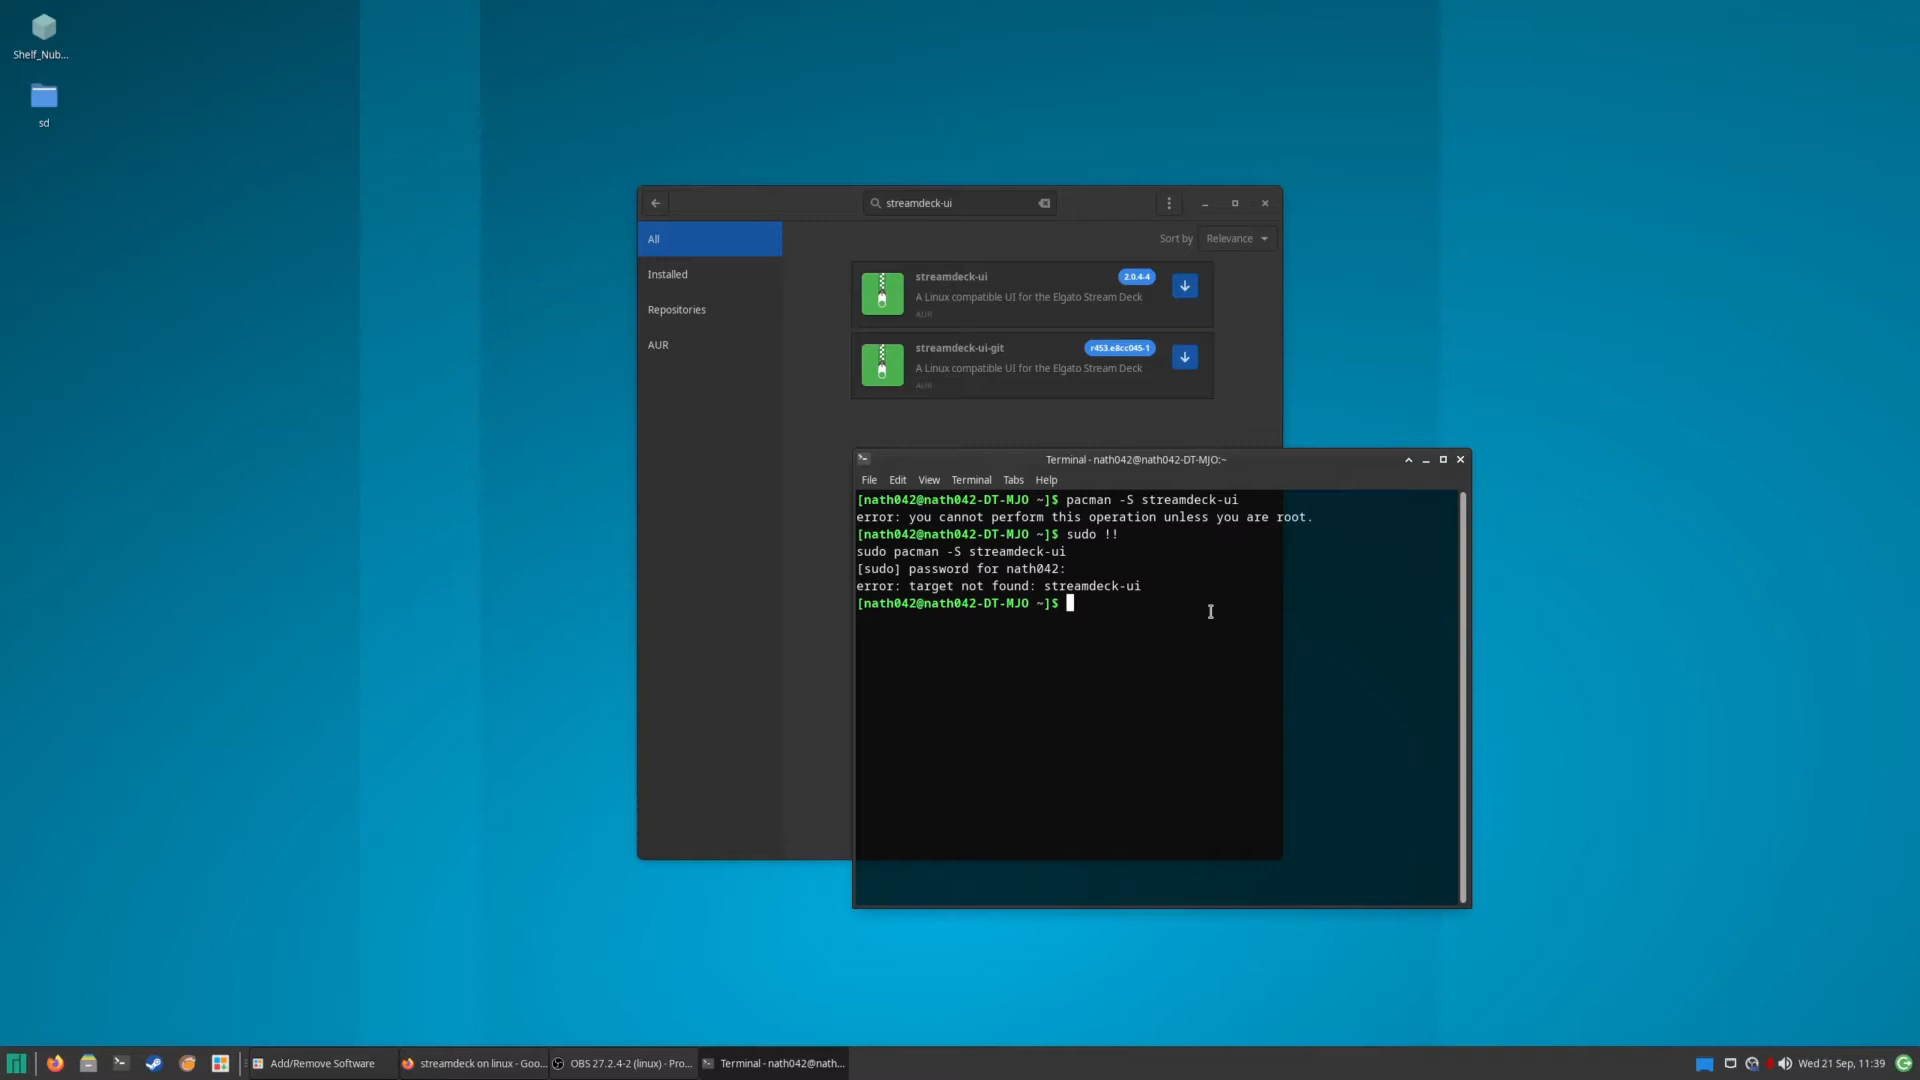 Shelf_Nub...
sd
streamdeck-ui
All
Installed
Repositories
AUR
Sort by Relevance
streamdeck-ui 2.0.4-4
A Linux compatible UI for the Elgato Stream Deck
AUR
streamdeck-ui-git r453.e8cc045-1
A Linux compatible UI for the Elgato Stream Deck
AUR
Terminal - nath042@nath042-DT-MJO:~
File Edit View Terminal Tabs Help
[nath042@nath042-DT-MJO ~]$ pacman -S streamdeck-ui
error: you cannot perform this operation unless you are root.
[nath042@nath042-DT-MJO ~]$ sudo !!
sudo pacman -S streamdeck-ui
[sudo] password for nath042:
error: target not found: streamdeck-ui
[nath042@nath042-DT-MJO ~]$
Add/Remove Software
streamdeck on linux - Goo...
OBS 27.2.4-2 (linux) - Pro...
Terminal - nath042@nath...
Wed 21 Sep, 11:39